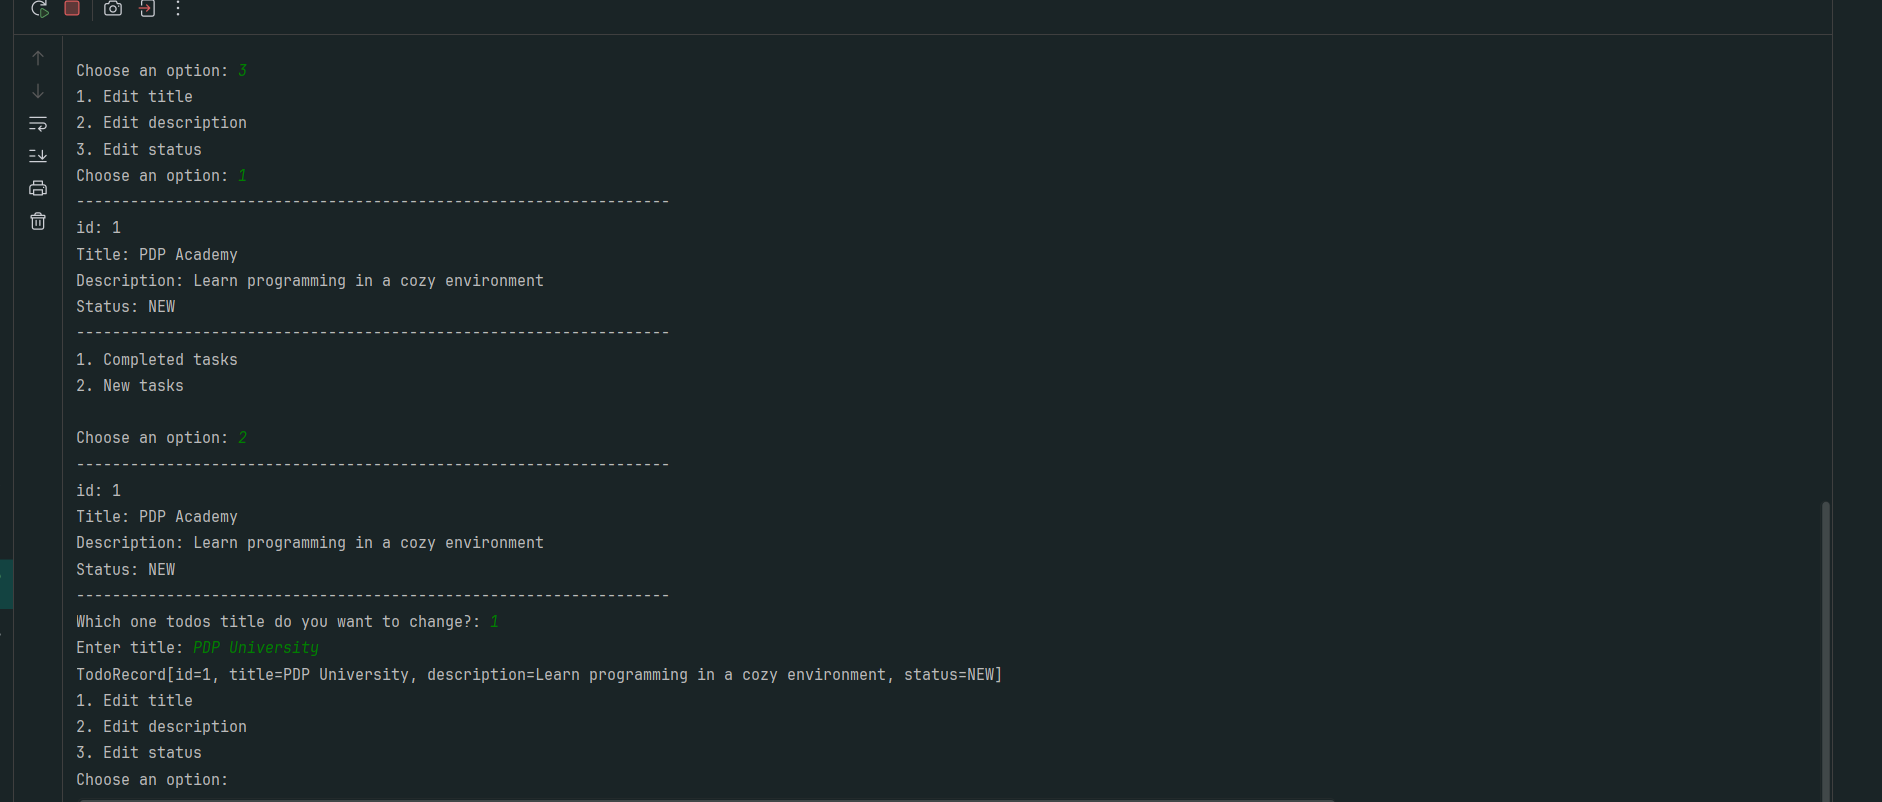 Choose an option: 3
1. Edit title
2. Edit description
3. Edit status
Choose an option: 1
------------------------------------------------------------------
id: 1
Title: PDP Academy
Description: Learn programming in a cozy environment
Status: NEW
------------------------------------------------------------------
1. Completed tasks
2. New tasks
Choose an option: 2
------------------------------------------------------------------
id: 1
Title: PDP Academy
Description: Learn programming in a cozy environment
Status: NEW
------------------------------------------------------------------
Which one todos title do you want to change?: 1
Enter title: PDP University
TodoRecord[id=1, title=PDP University, description=Learn programming in a cozy environment, status=NEW]
1. Edit title
2. Edit description
3. Edit status
Choose an option: